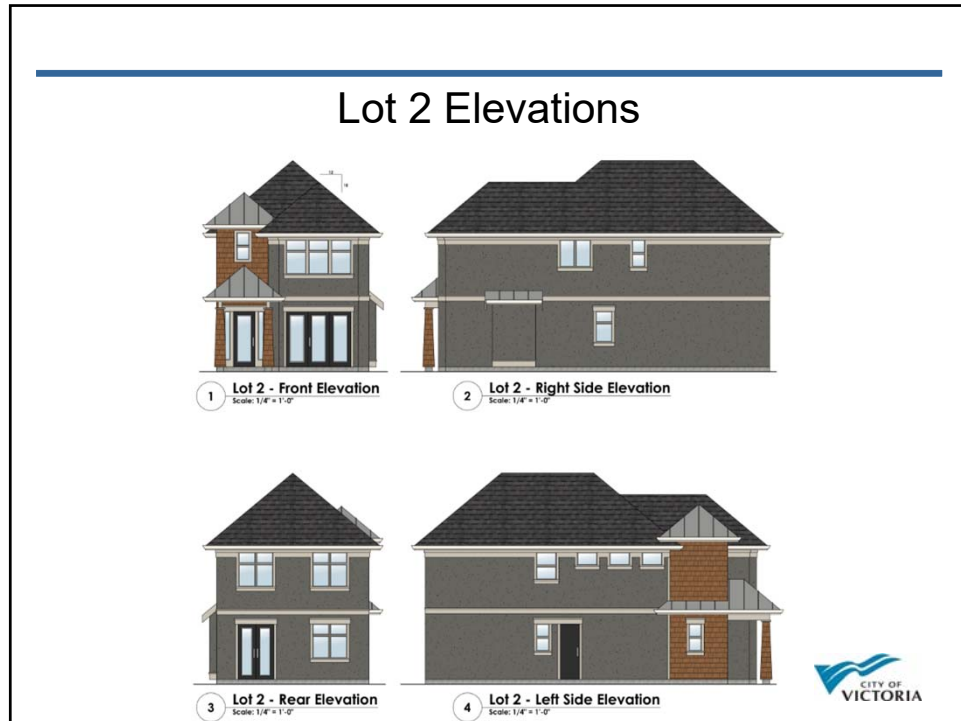 Lot 2 Elevations
1 Lot 2 - Front Elevation
Scale: 1/4" = 1'-0"
2 Lot 2 - Right Side Elevation
Scale: 1/4" = 1'-0"
3 Lot 2 - Rear Elevation
Scale: 1/4" = 1'-0"
4 Lot 2 - Left Side Elevation
Scale: 1/4" = 1'-0"
CITY OF
VICTORIA